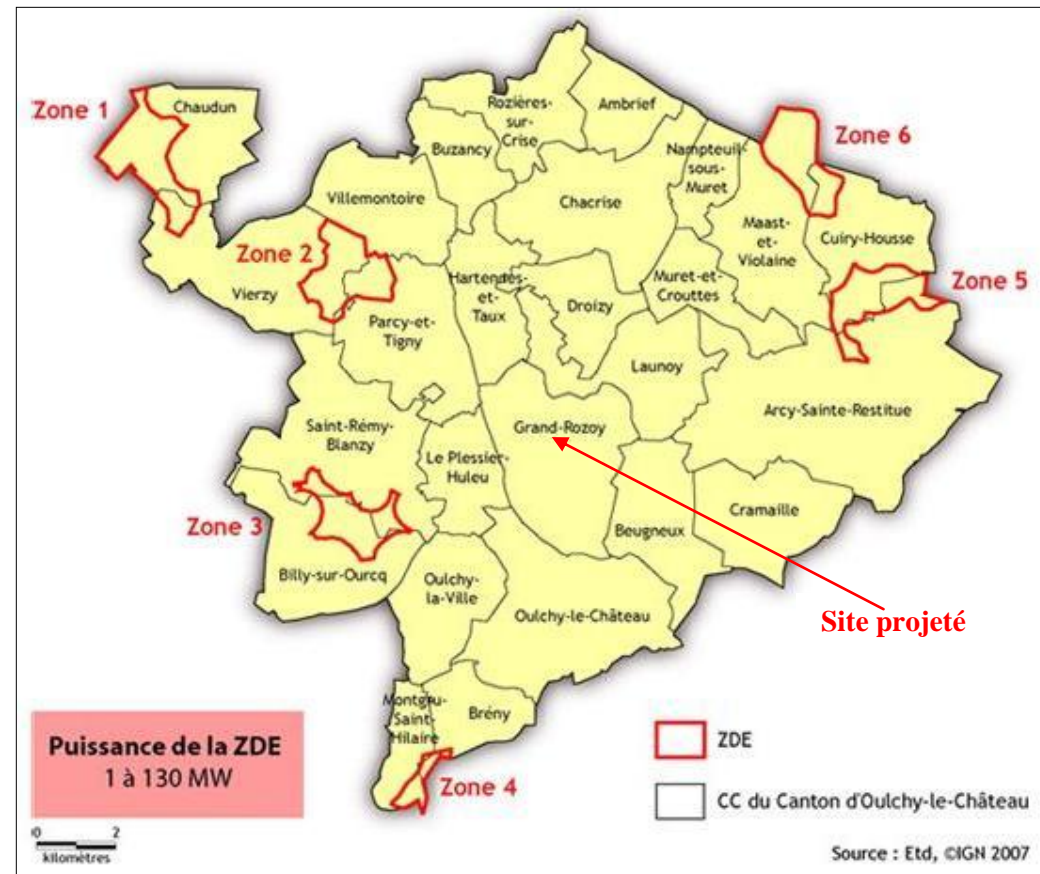 Zone 1
Chaudun
Rozières-
sur-
Crise
Ambrief
Zone 6
Buzancy
Nampteuil-
sous-
Muret
Villemontoire
Chacrise
Maast-
et-
Violaine
Cuiry-Housse
Zone 2
Vierzy
Hartendes-
et-
Taux
Muret-et-
Crouttes
Zone 5
Droizy
Parcy-et-
Tigny
Launoy
Arcy-Sainte-Restitue
Saint-Rémy-
Blanzy
Grand-Rozoy
Le Plessier-
Huleu
Zone 3
Cramaille
Beugneux
Billy-sur-Ourcq
Oulchy-
la-Ville
Oulchy-le-Château
Site projeté
Montgru-
Saint-
Hilaire
Brény
Zone 4
Puissance de la ZDE
1 à 130 MW
ZDE
CC du Canton d'Oulchy-le-Château
0 2
kilomètres
Source : Etd, ©IGN 2007